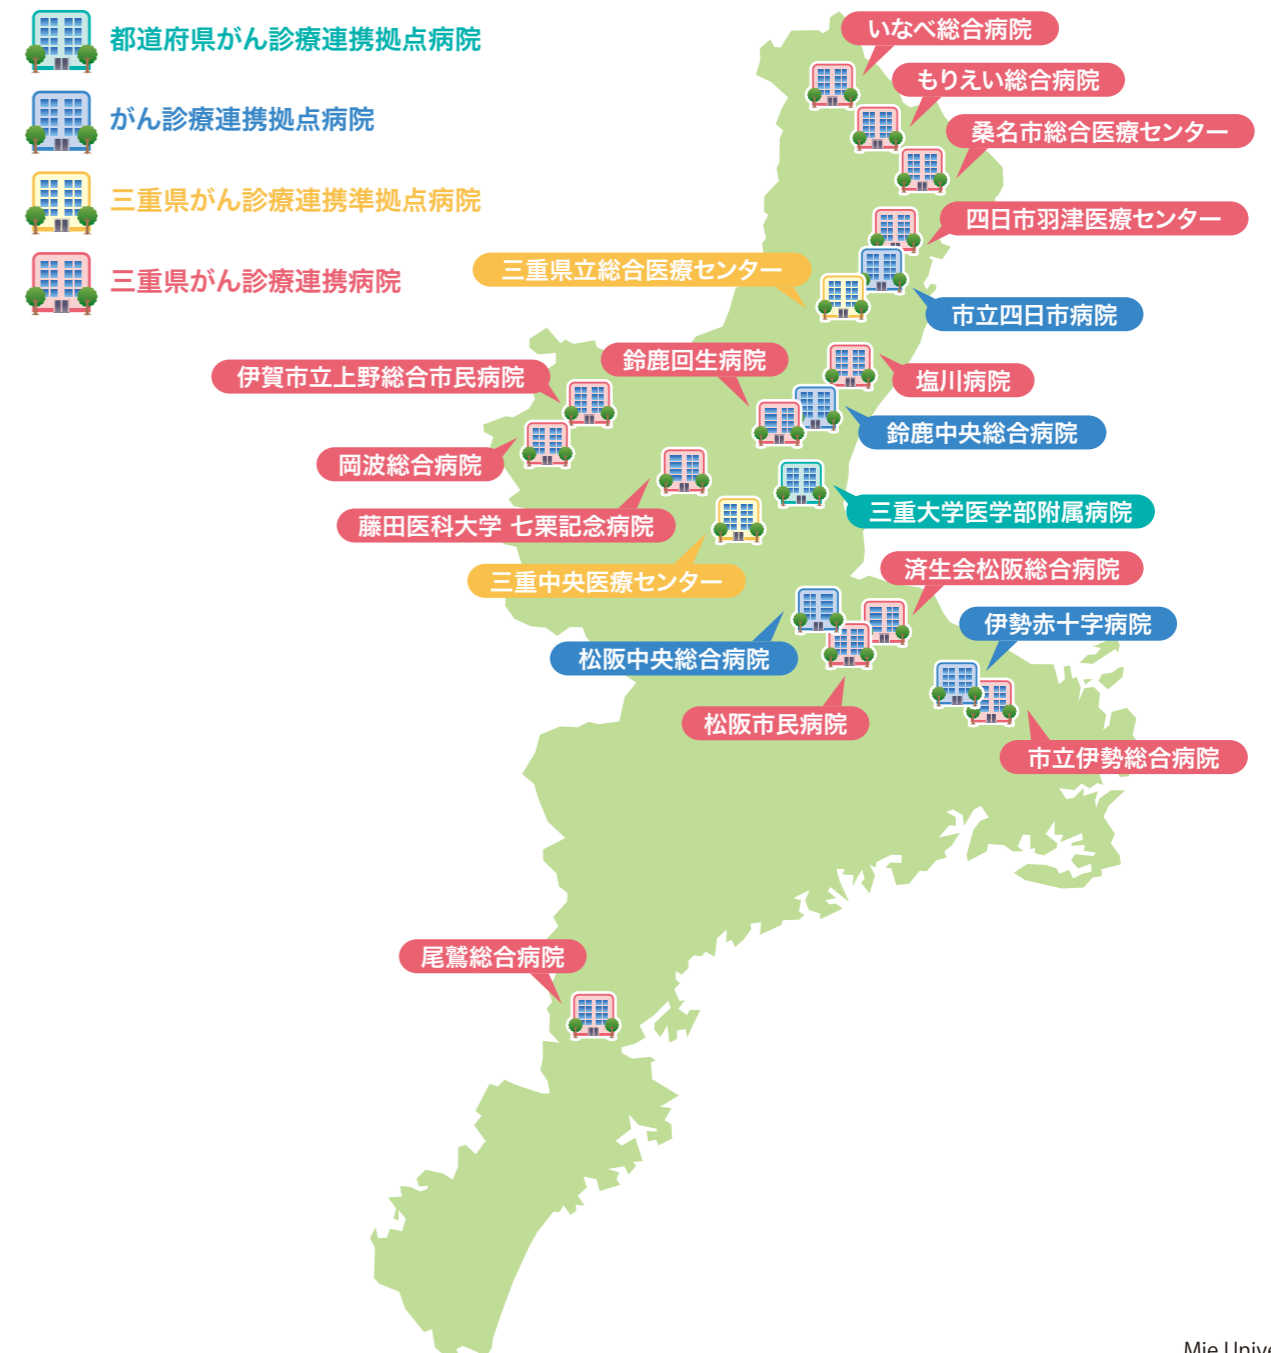 都道府県がん診療連携拠点病院
がん診療連携拠点病院
三重県がん診療連携準拠点病院
三重県がん診療連携病院
いなべ総合病院
もりえい総合病院
桑名市総合医療センター
四日市羽津医療センター
三重県立総合医療センター
市立四日市病院
鈴鹿回生病院
伊賀市立上野総合市民病院
塩川病院
鈴鹿中央総合病院
岡波総合病院
三重大学医学部附属病院
藤田医科大学 七栗記念病院
済生会松阪総合病院
三重中央医療センター
伊勢赤十字病院
松阪中央総合病院
松阪市民病院
市立伊勢総合病院
尾鷲総合病院
Mie Unive